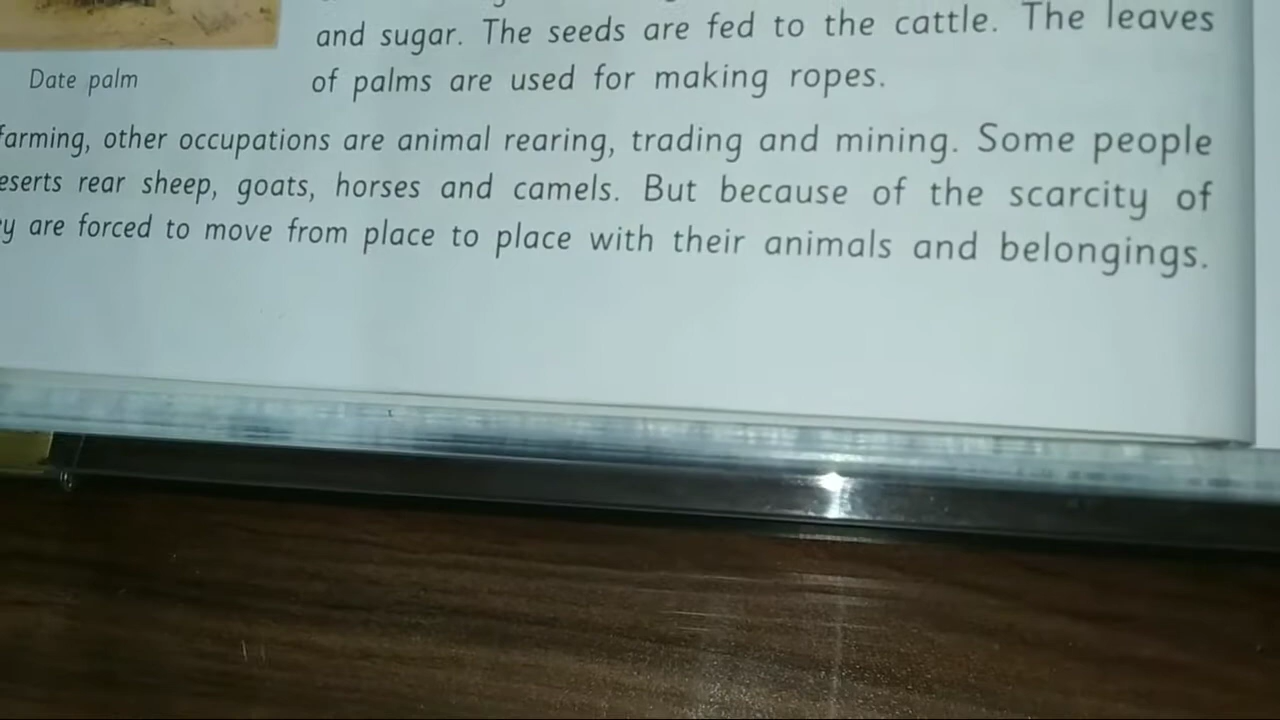 and sugar. The seeds are fed to the cattle. The leaves
Date palm
of palms are used for making ropes.
farming, other occupations are animal rearing, trading and mining. Some people
rear sheep, goats, horses and camels. But because of the scarcity of
are forced to move from place to place with their animals and belongings.